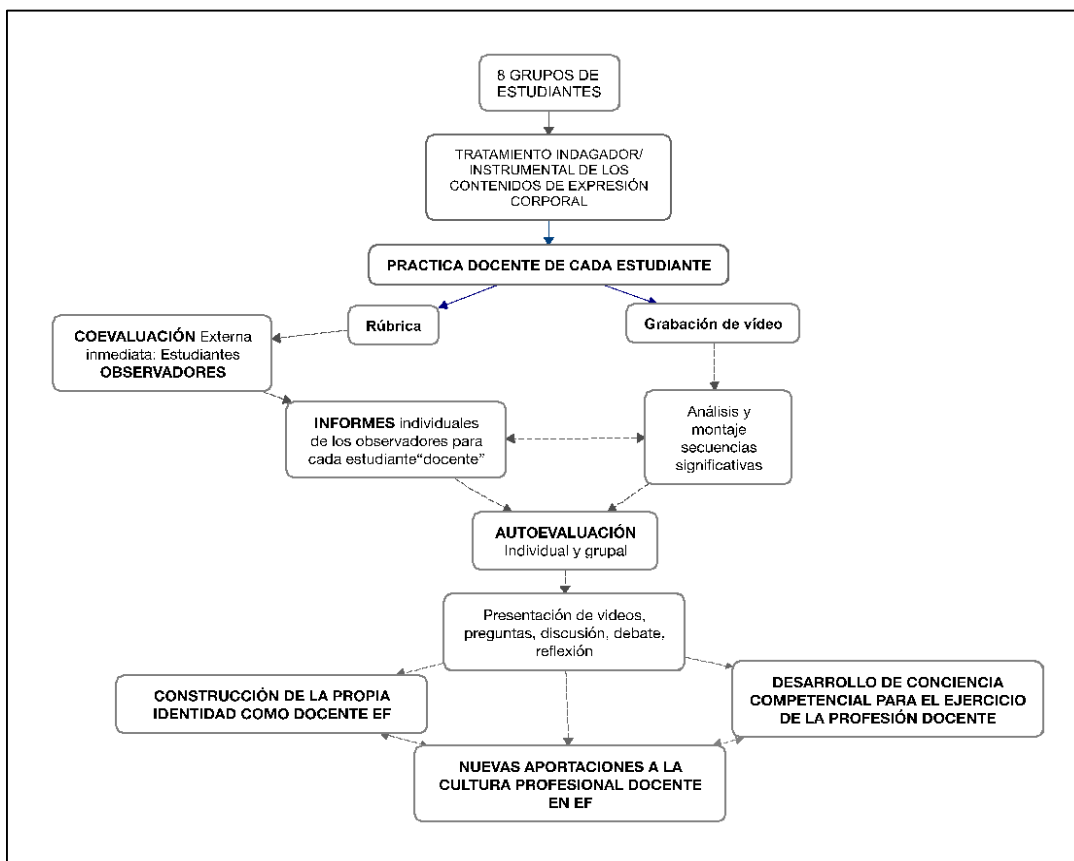 8 GRUPOS DE
ESTUDIANTES
TRATAMIENTO INDAGADOR/
INSTRUMENTAL DE LOS
CONTENIDOS DE EXPRESIÓN
CORPORAL
PRACTICA DOCENTE DE CADA ESTUDIANTE
Rúbrica
Grabación de vídeo
COEVALUACIÓN Externa
inmediata: Estudiantes
OBSERVADORES
INFORMES individuales
de los observadores para
cada estudiante“docente”
Análisis y
montaje
secuencias
significativas
AUTOEVALUACIÓN
Individual y grupal
Presentación de videos,
preguntas, discusión, debate,
reflexión
CONSTRUCCIÓN DE LA PROPIA
IDENTIDAD COMO DOCENTE EF
DESARROLLO DE CONCIENCIA
COMPETENCIAL PARA EL EJERCICIO
DE LA PROFESIÓN DOCENTE
NUEVAS APORTACIONES A LA
CULTURA PROFESIONAL DOCENTE
EN EF